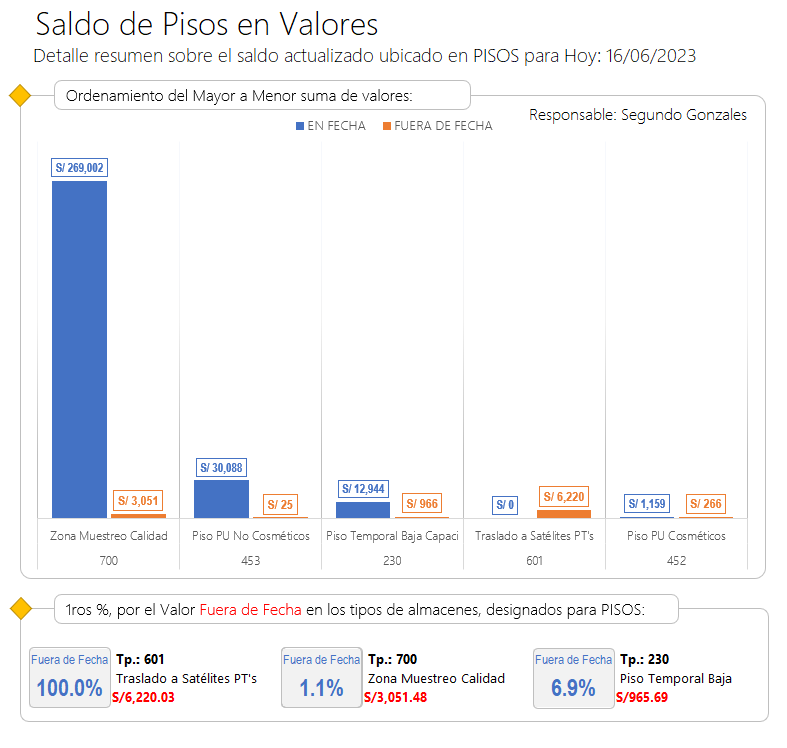 Saldo de Pisos en Valores
Detalle resumen sobre el saldo actualizado ubicado en PISOS para Hoy: 16/06/2023
Ordenamiento del Mayor a Menor suma de valores:
Responsable: Segundo Gonzales
EN FECHA FUERA DE FECHA
S/ 269,002
S/ 3,051
S/ 30,088
S/ 25
S/ 12,944
S/ 966
S/ 0
S/ 6,220
S/ 1,159
S/ 266
Zona Muestreo Calidad Piso PU No Cosméticos Piso Temporal Baja Capaci Traslado a Satélites PT's Piso PU Cosméticos
700 453 230 601 452
1ros %, por el Valor Fuera de Fecha en los tipos de almacenes, designados para PISOS:
Fuera de Fecha
100.0%
Tp.: 601
Traslado a Satélites PT's
S/6,220.03
Fuera de Fecha
1.1%
Tp.: 700
Zona Muestreo Calidad
S/3,051.48
Fuera de Fecha
6.9%
Tp.: 230
Piso Temporal Baja
S/965.69